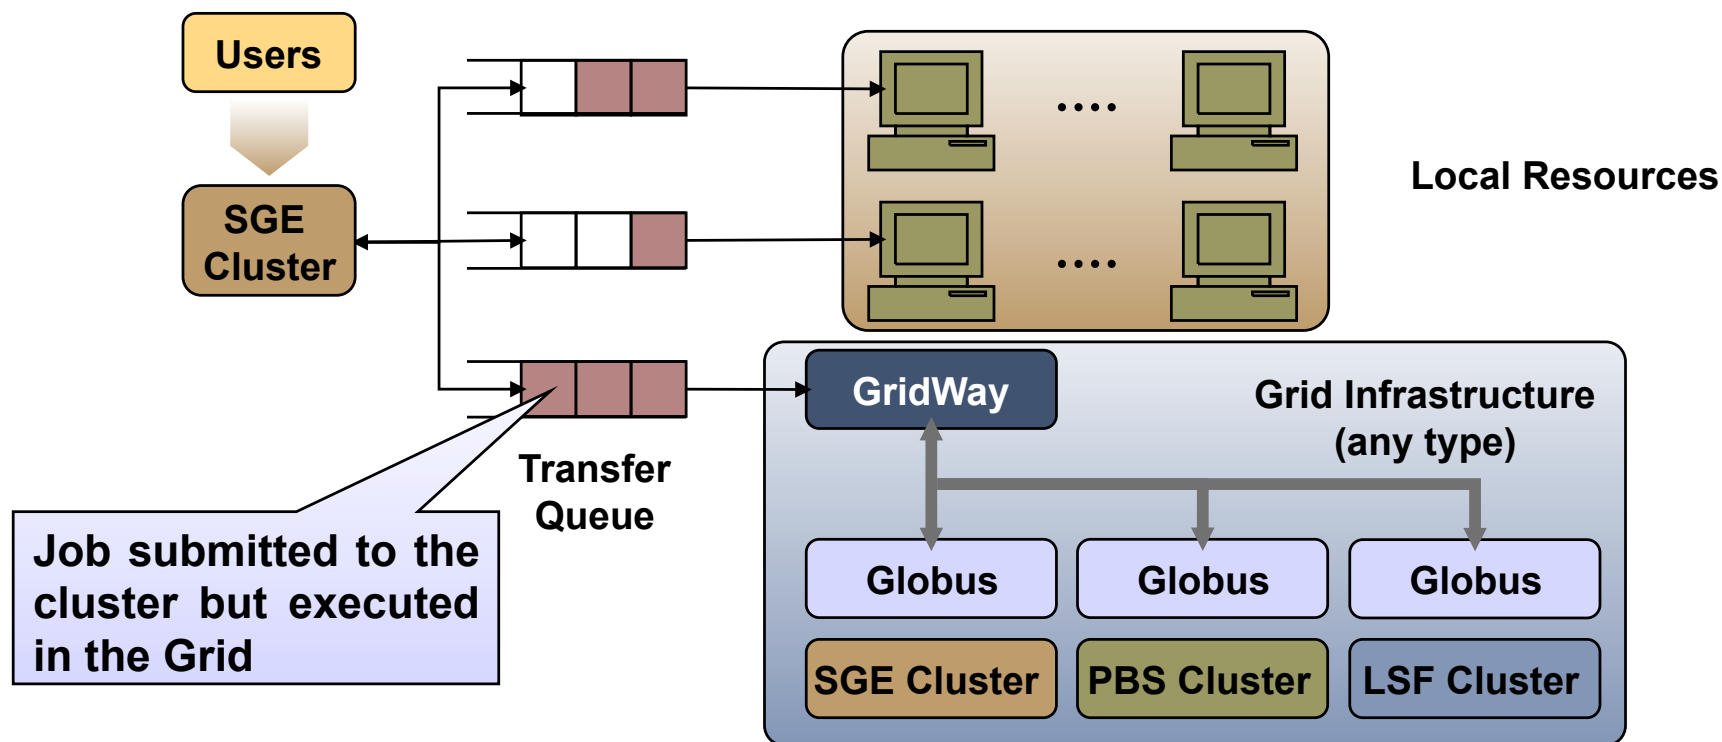 Users
SGE
Cluster
....
....
Local Resources
GridWay
Grid Infrastructure
(any type)
Transfer
Queue
Job submitted to the
cluster but executed
in the Grid
Globus
Globus
Globus
SGE Cluster
PBS Cluster
LSF Cluster